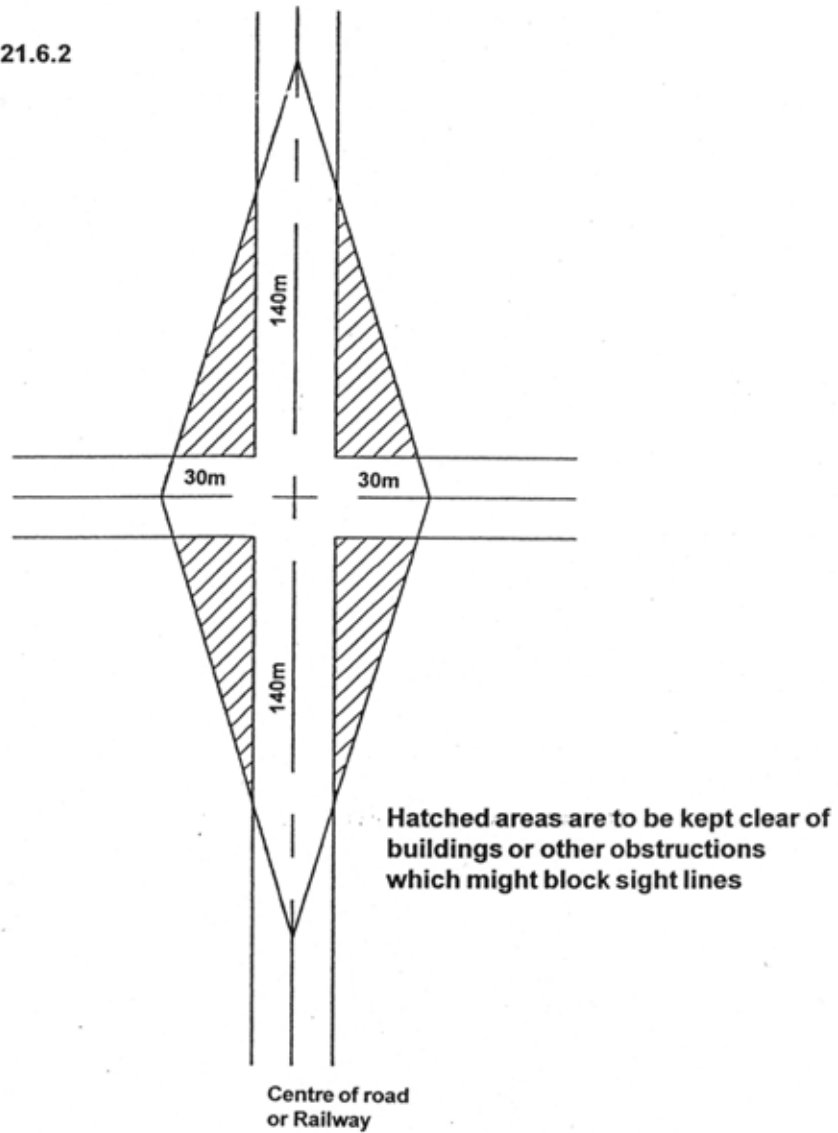 21.6.2
140m
30m
30m
140m
Hatched areas are to be kept clear of
buildings or other obstructions
which might block sight lines
Centre of road
or Railway